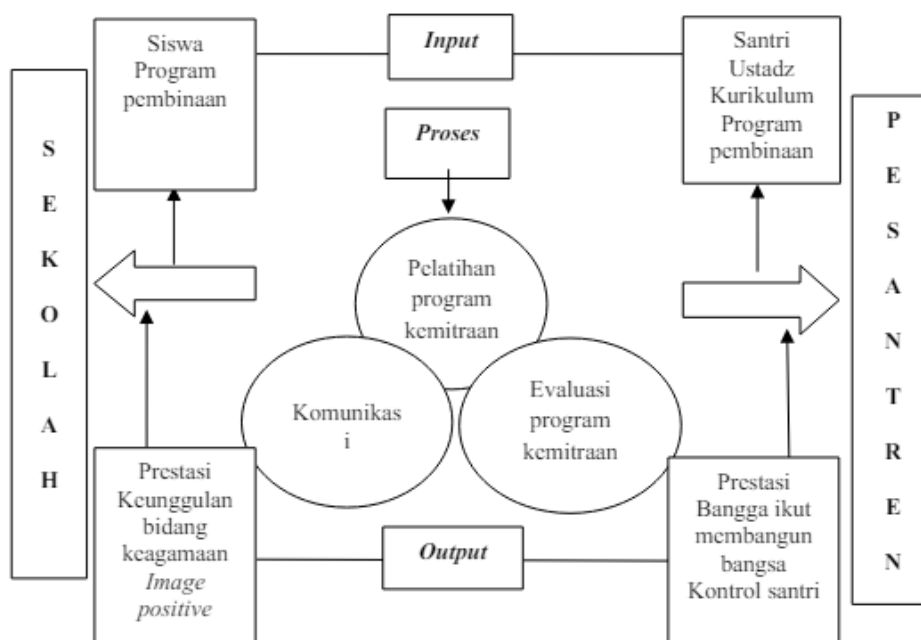 Siswa
Program
pembinaan
Input
Santri
Ustadz
Kurikulum
Program
pembinaan
S
E
K
O
L
A
H
Proses
P
E
S
A
N
T
R
E
N
Pelatihan
program
kemitraan
Komunikas
i
Evaluasi
program
kemitraan
Prestasi
Keunggulan
bidang
keagamaan
Image
positive
Output
Prestasi
Bangga ikut
membangun
bangsa
Kontrol santri